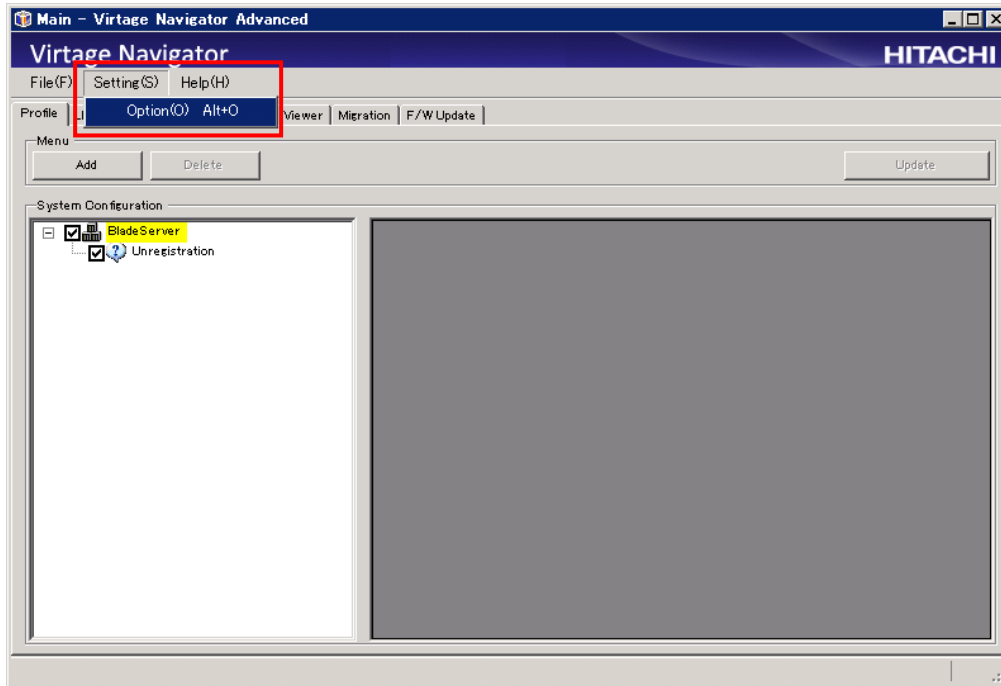 Main - Virtage Navigator Advanced
Virtage Navigator
HITACHI
File(F) Setting(S) Help(H)
Option(O) Alt+O
Profile Viewer Migration F/W Update
Menu
Add Delete Update
System Configuration
BladeServer
Unregistration